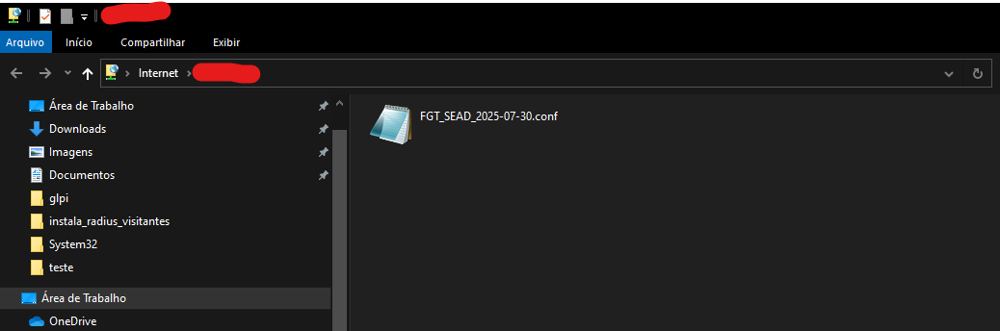 Arquivo Início Compartilhar Exibir
Internet
Área de Trabalho
Downloads
Imagens
Documentos
glpi
instala_radius_visitantes
System32
teste
Área de Trabalho
OneDrive
FGT_SEAD_2025-07-30.conf